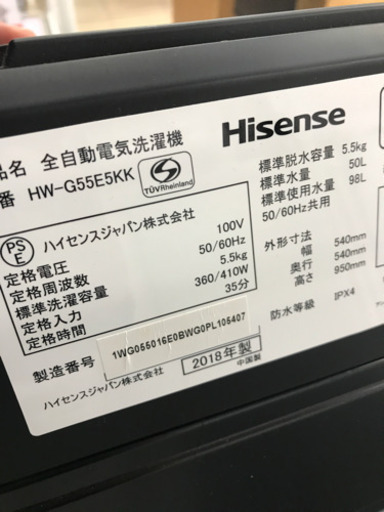 品名 全自動電気洗濯機
番 HW-G55E5KK
TÜVRheinland
Hisense
標準脱水容量 5.5kg
標準水量 50L
標準使用水量 98L
50/60Hz共用
外形寸法
幅 540mm
奥行 540mm
高さ 950mm
防水等級 IPX4
PS
E
ハイセンスジャパン株式会社
定格電圧 100V
定格周波数 50/60Hz
標準洗濯容量 5.5kg
定格入力 360/410W
定格時間 35分
製造番号 1WG055016E0BWG0PL105407
ハイセンスジャパン株式会社
2018年製
中国製